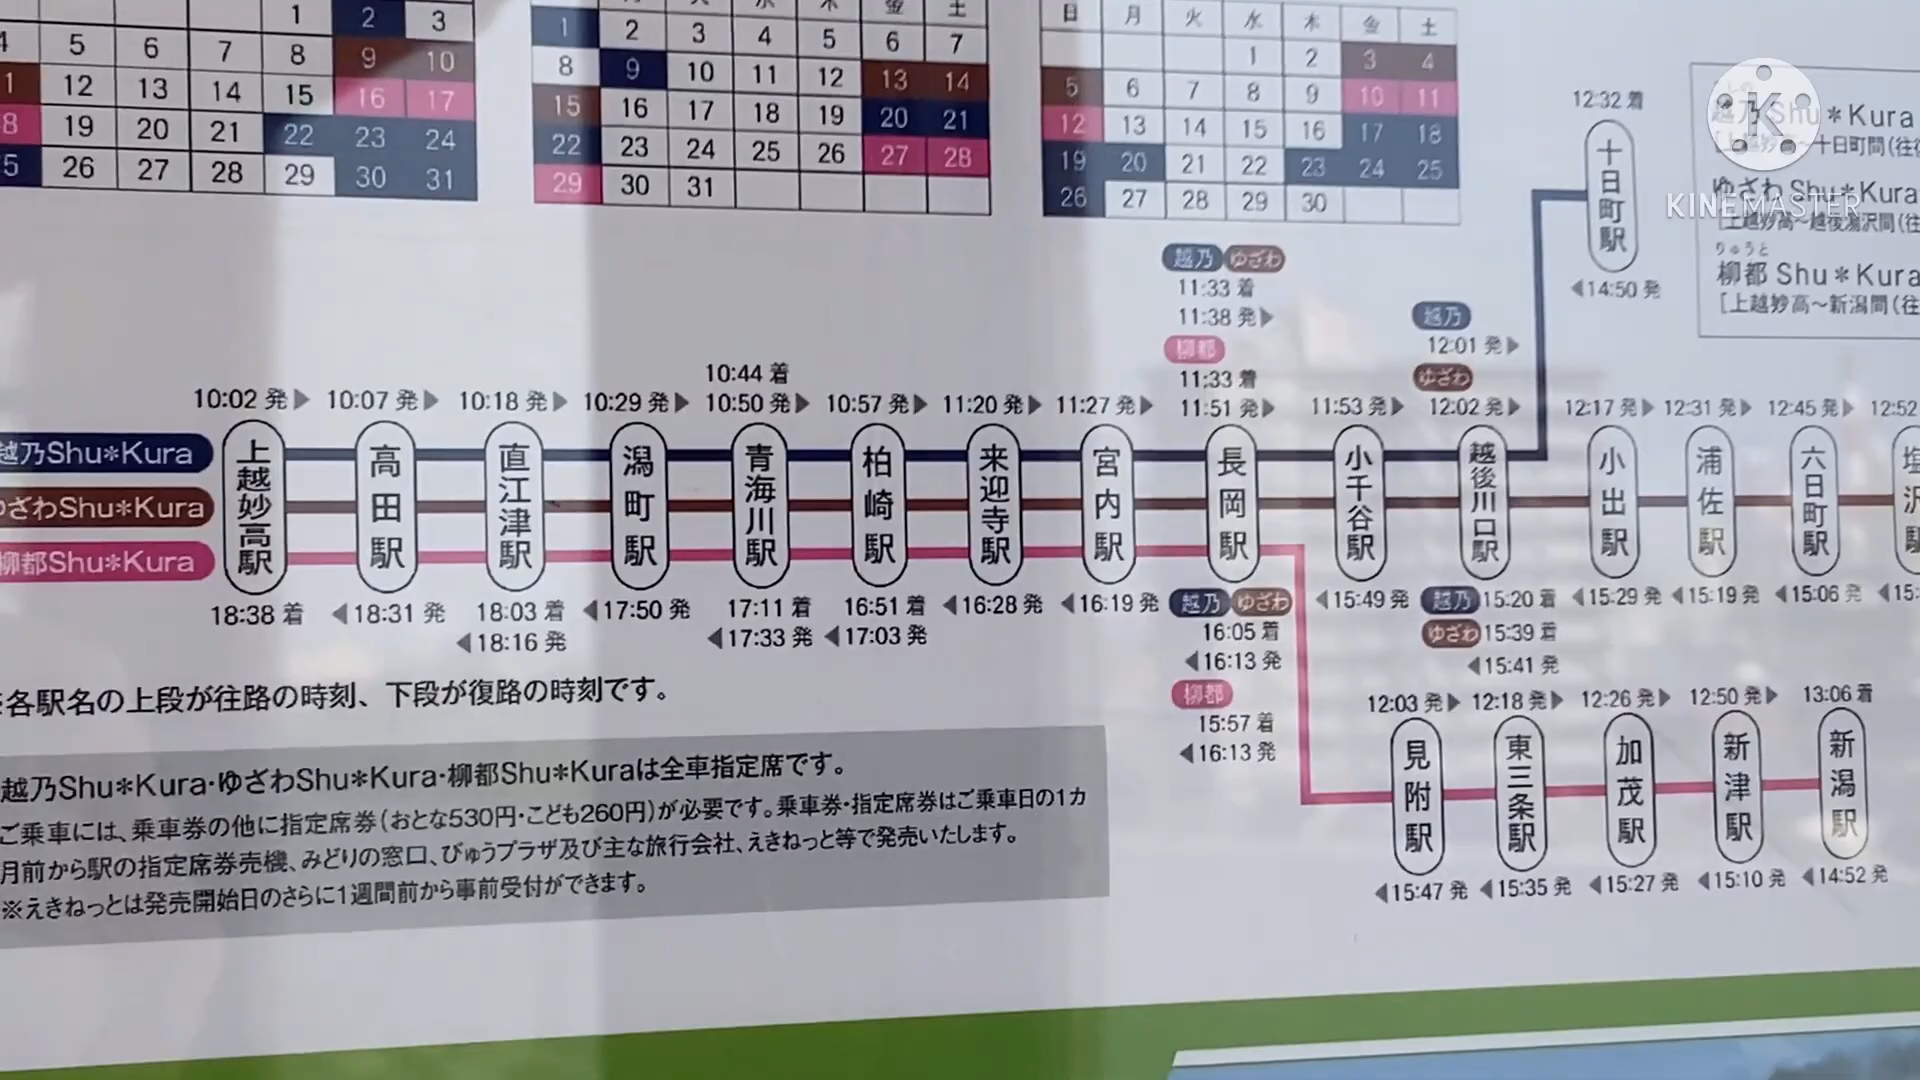 1 2 3
4 5 6 7 8 9 10
1 12 13 14 15 16 17
8 19 20 21 22 23 24
5 26 27 28 29 30 31
金 土
1 2 3 4 5 6 7
8 9 10 11 12 13 14
15 16 17 18 19 20 21
22 23 24 25 26 27 28
29 30 31
日 月 火 水 木 金 土
1 2 3 4
5 6 7 8 9 10 11
12 13 14 15 16 17 18
19 20 21 22 23 24 25
26 27 28 29 30
12:32 着
十日町駅
◀14:50 発
越乃Shu*Kura
十日町間(往
ゆざわShu*Kura
[上越妙高〜越後湯沢間(往
りゅうと
柳都 Shu*Kura
[上越妙高〜新潟間(往
K
KINEMASTER
越乃 ゆざわ
11:33 着
11:38 発▶
柳都
11:33 着
11:51 発▶
越乃
12:01 発▶
ゆざわ
12:02 発▶
10:44 着
10:02 発▶ 10:07 発▶ 10:18 発▶ 10:29 発▶ 10:50 発▶ 10:57 発▶ 11:20 発▶ 11:27 発▶
11:53 発▶
12:17 発▶ 12:31 発▶ 12:45 発▶ 12:52
越乃Shu*Kura
ゆざわShu*Kura
柳都Shu*Kura
上越妙高駅
高田駅
直江津駅
潟町駅
青海川駅
柏崎駅
来迎寺駅
宮内駅
長岡駅
小千谷駅
越後川口駅
小出駅
浦佐駅
六日町駅
塩沢駅
18:38 着
◀18:31 発
18:03 着
◀18:16 発
◀17:50 発
17:11 着
◀17:33 発
16:51 着
◀17:03 発
◀16:28 発
◀16:19 発
越乃 ゆざわ
16:05 着
◀16:13 発
柳都
15:57 着
◀16:13 発
◀15:49 発
越乃 15:20 着
ゆざわ 15:39 着
◀15:41 発
◀15:29 発
◀15:19 発
◀15:06 発
◀15:
12:03 発▶ 12:18 発▶ 12:26 発▶ 12:50 発▶ 13:06 着
見附駅
東三条駅
加茂駅
新津駅
新潟駅
◀15:47 発 ◀15:35 発 ◀15:27 発 ◀15:10 発 ◀14:52 発
※各駅名の上段が往路の時刻、下段が復路の時刻です。
越乃Shu*Kura・ゆざわShu*Kura・柳都Shu*Kuraは全車指定席です。
ご乗車には、乗車券の他に指定席券(おとな530円・こども260円)が必要です。乗車券・指定席券はご乗車日の1カ
月前から駅の指定席券売機、みどりの窓口、びゅうプラザ及び主な旅行会社、えきねっと等で発売いたします。
※えきねっとは発売開始日のさらに1週間前から事前受付ができます。